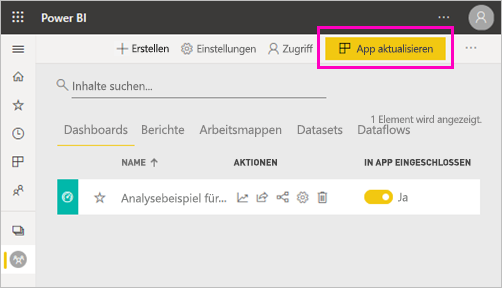 Power BI
Erstellen Einstellungen Zugriff App aktualisieren
Inhalte suchen...
1 Element wird angezeigt.
Dashboards Berichte Arbeitsmappen Datasets Dataflows
NAME AKTIONEN IN APP EINGESCHLOSSEN
Analysebeispiel für... Ja